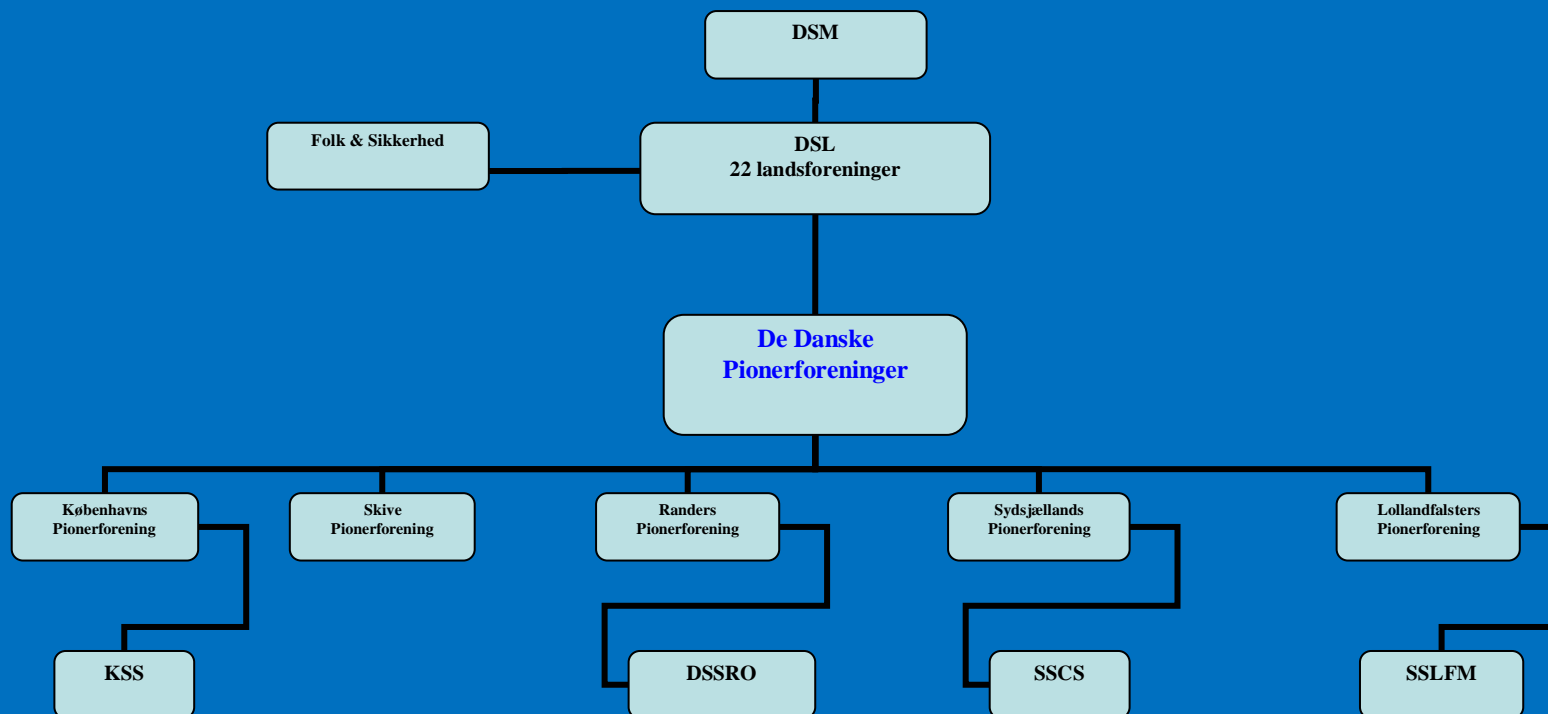 DSM
Folk & Sikkerhed
DSL
22 landsforeninger
De Danske
Pionerforeninger
Københavns
Pionerforening
Skive
Pionerforening
Randers
Pionerforening
Sydsjællands
Pionerforening
Lollandfalsters
Pionerforening
KSS
DSSRO
SSCS
SSLFM